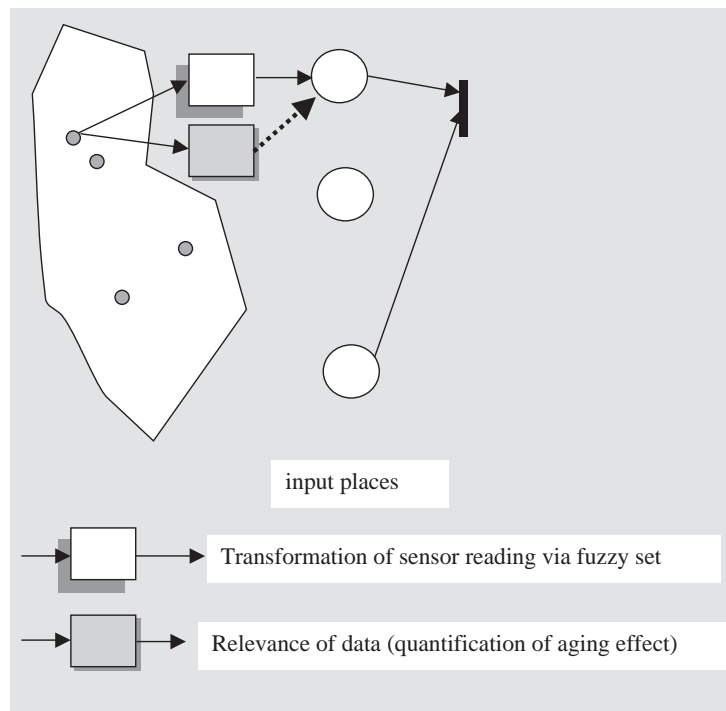 input places
Transformation of sensor reading via fuzzy set
Relevance of data (quantification of aging effect)